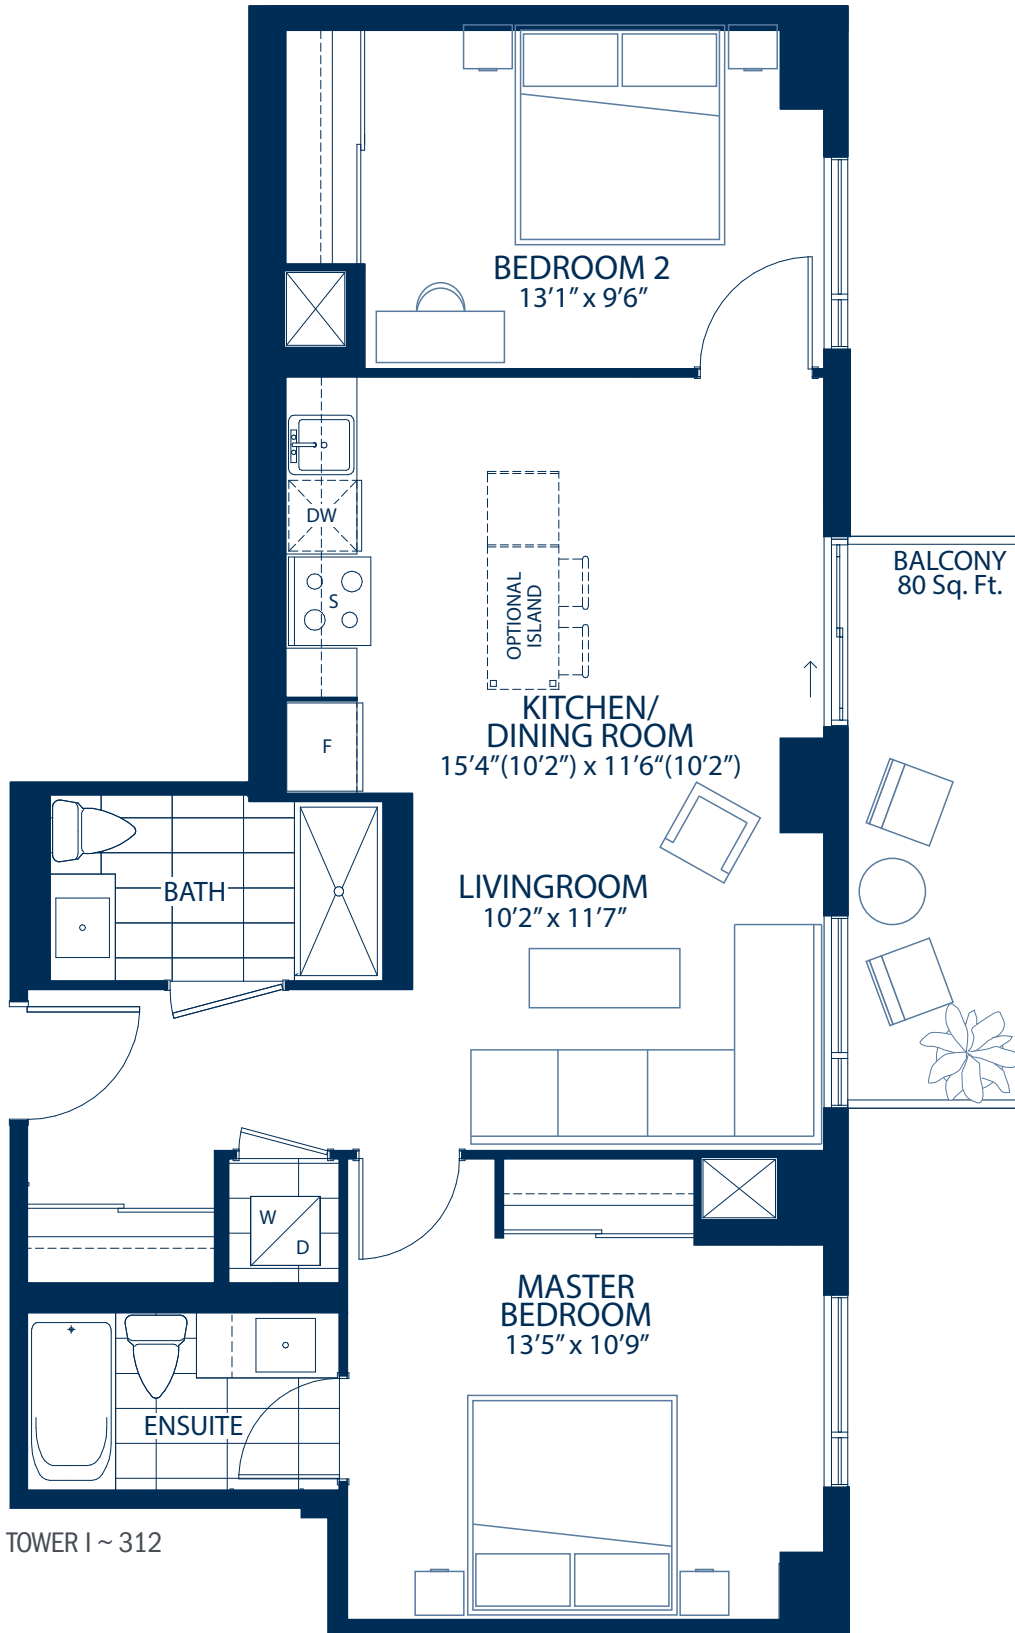 BEDROOM 2
13'1" x 9'6"
DW
S
F
OPTIONAL
ISLAND
BALCONY
80 Sq. Ft.
KITCHEN/
DINING ROOM
15'4"(10'2") x 11'6"(10'2")
BATH
LIVINGROOM
10'2" x 11'7"
W
D
MASTER
BEDROOM
13'5" x 10'9"
ENSUITE
TOWER I ~ 312